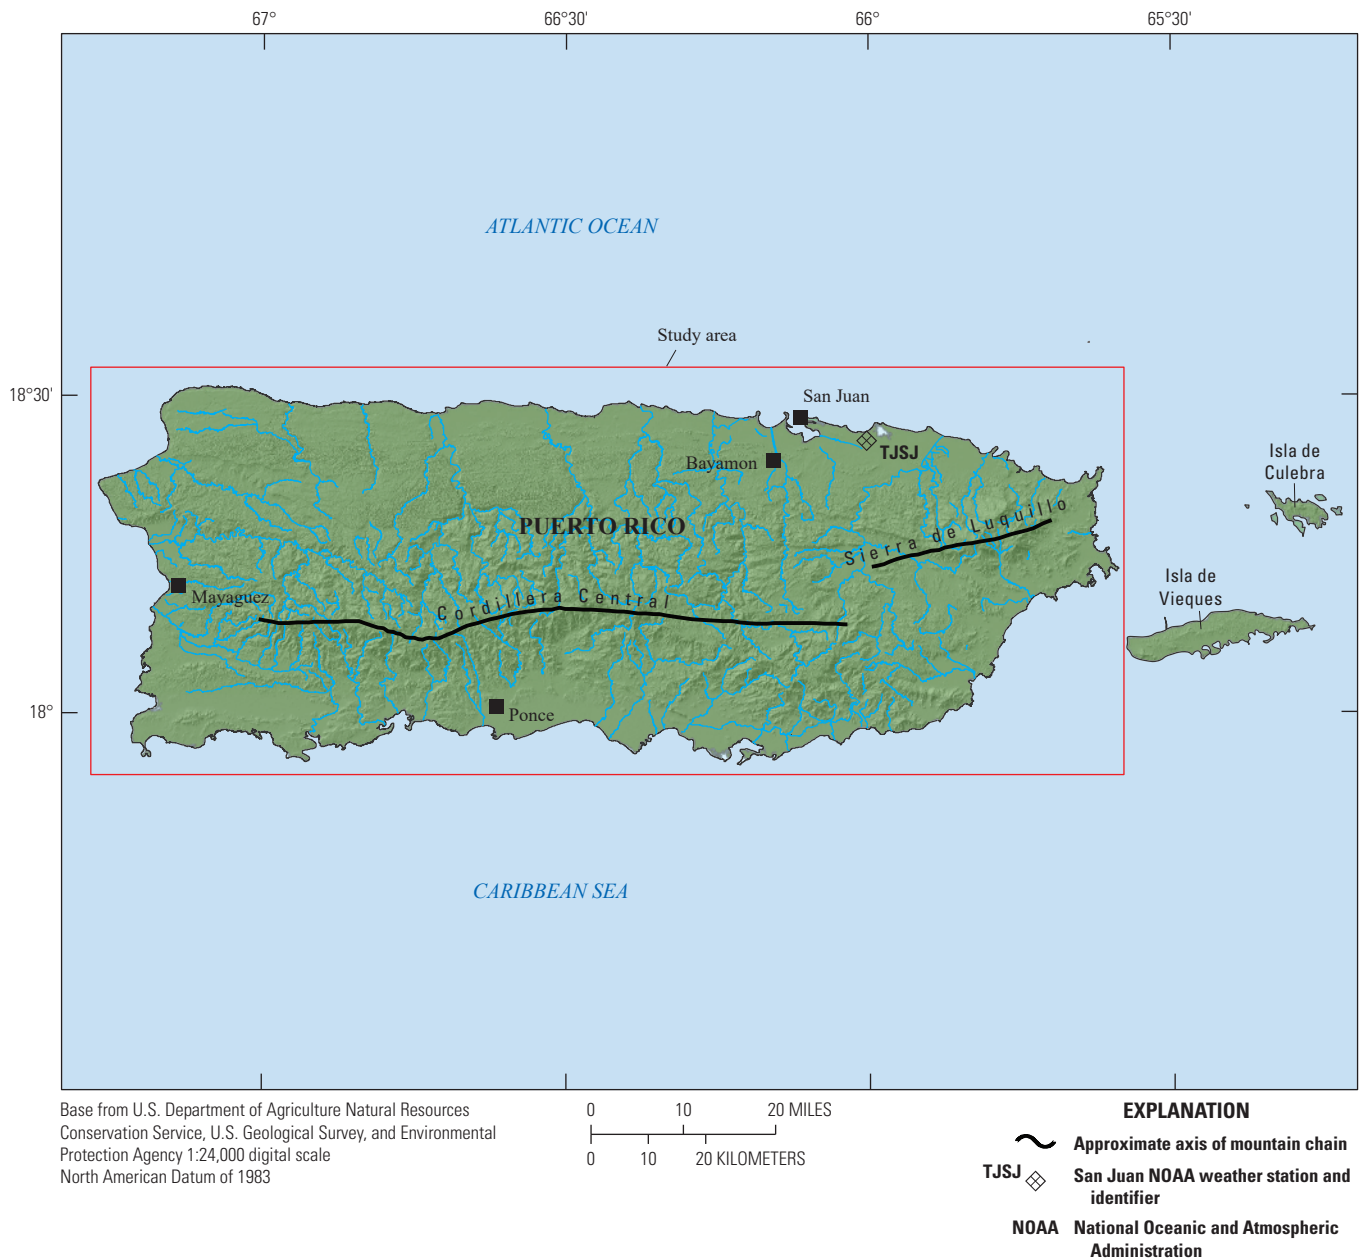 67°
66°30'
66°
65°30'
ATLANTIC OCEAN
Study area
18°30'
San Juan
TJSJ
Bayamon
Isla de
Culebra
PUERTO RICO
Sierra de Luquillo
Isla de
Vieques
Mayaguez
Cordillera Central
18°
Ponce
CARIBBEAN SEA
Base from U.S. Department of Agriculture Natural Resources
Conservation Service, U.S. Geological Survey, and Environmental
Protection Agency 1:24,000 digital scale
North American Datum of 1983
0 10 20 MILES
0 10 20 KILOMETERS
EXPLANATION
Approximate axis of mountain chain
TJSJ San Juan NOAA weather station and
identifier
NOAA National Oceanic and Atmospheric
Administration